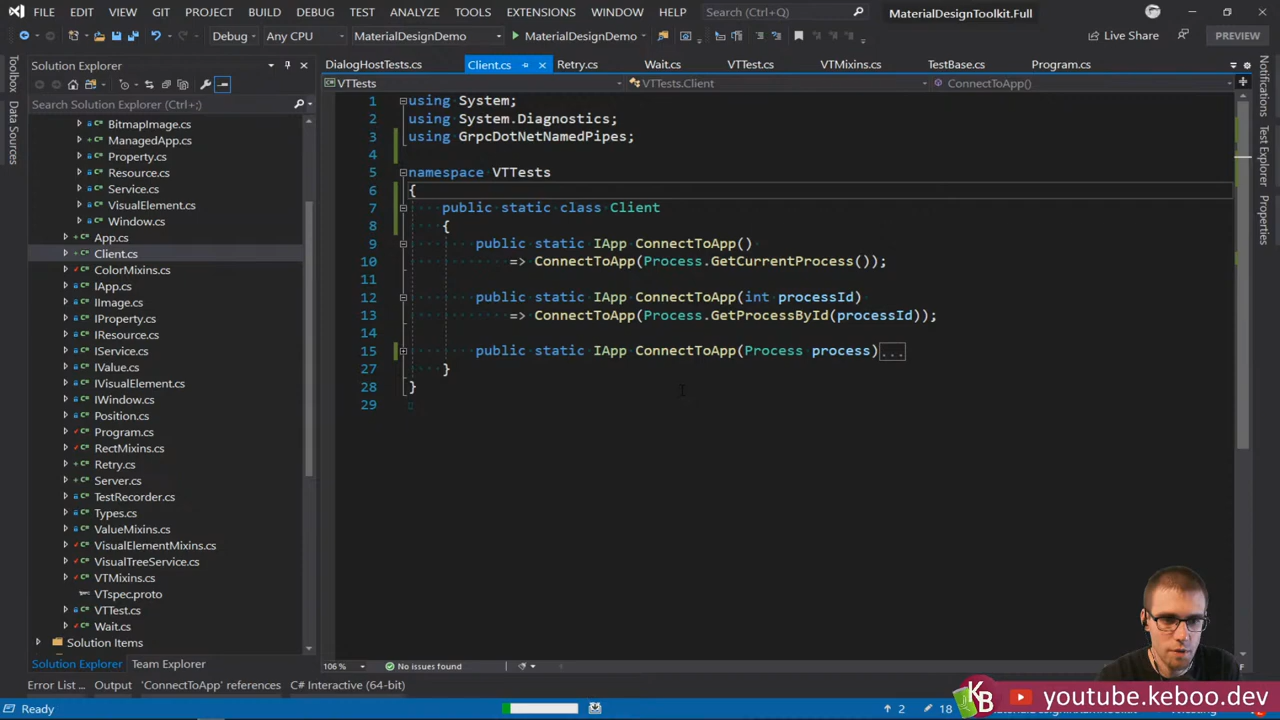 FILE EDIT VIEW GIT PROJECT BUILD DEBUG TEST ANALYZE TOOLS EXTENSIONS WINDOW HELP Search (Ctrl+Q) MaterialDesignToolkit.Full
Debug Any CPU MaterialDesignDemo MaterialDesignDemo Live Share PREVIEW
Toolbox
Data Sources
Solution Explorer
Search Solution Explorer (Ctrl+;)
BitmapImage.cs
ManagedApp.cs
Property.cs
Resource.cs
Service.cs
VisualElement.cs
Window.cs
App.cs
Client.cs
ColorMixins.cs
IApp.cs
IImage.cs
IProperty.cs
IResource.cs
IService.cs
IValue.cs
IVisualElement.cs
IWindow.cs
Position.cs
Program.cs
RectMixins.cs
Retry.cs
Server.cs
TestRecorder.cs
Types.cs
ValueMixins.cs
VisualElementMixins.cs
VisualTreeService.cs
VTMixins.cs
VTspec.proto
VTTest.cs
Wait.cs
Solution Items
Solution Explorer Team Explorer
DialogHostTests.cs Client.cs Retry.cs Wait.cs VTTest.cs VTMixins.cs TestBase.cs Program.cs
VTTests VTTests.Client ConnectToApp()
1 using System;
2 using System.Diagnostics;
3 using GrpcDotNetNamedPipes;
4
5 namespace VTTests
6 {
7 public static class Client
8 {
9 public static IApp ConnectToApp()
10 => ConnectToApp(Process.GetCurrentProcess());
11
12 public static IApp ConnectToApp(int processId)
13 => ConnectToApp(Process.GetProcessById(processId));
14
15 public static IApp ConnectToApp(Process process)...
27 }
28 }
29
106 % No issues found
Notifications
Test Explorer
Properties
Error List ... Output 'ConnectToApp' references C# Interactive (64-bit)
Ready 2 18
KB youtube.keboo.dev